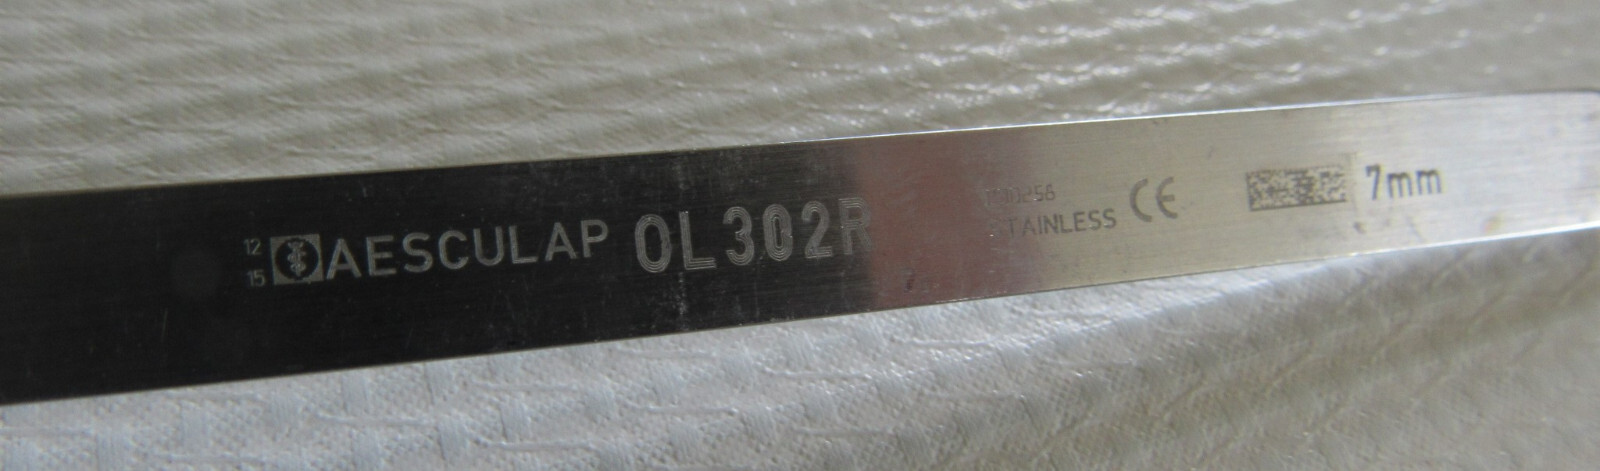 12
15
AESCULAP OL302R
STAINLESS CE
7mm